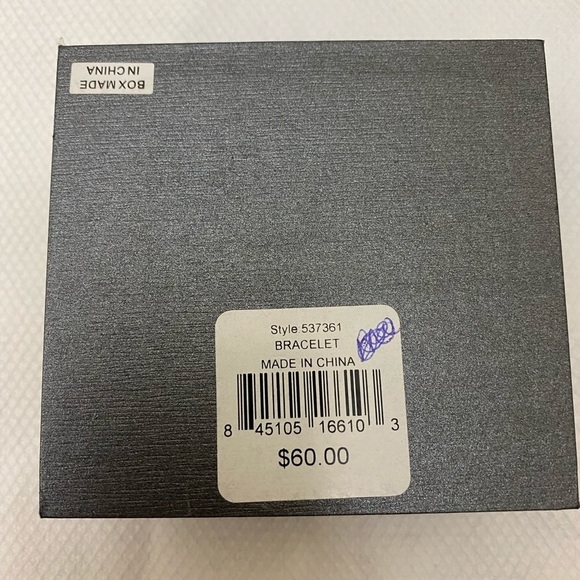 BOX MADE
IN CHINA
Style 537361
BRACELET
MADE IN CHINA
8 45105 16610 3
$60.00